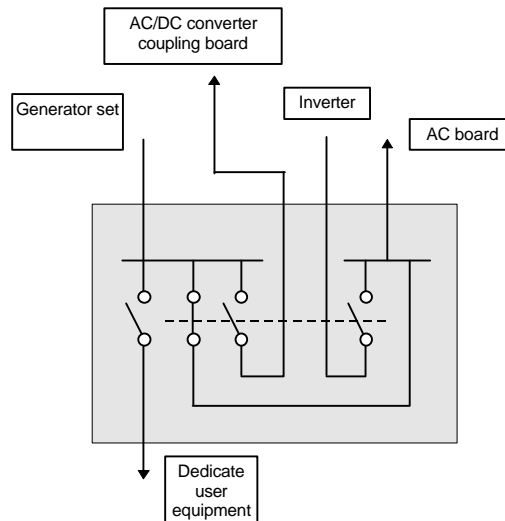 AC/DC converter
coupling board
Generator set
Inverter
AC board
Dedicate
user
equipment